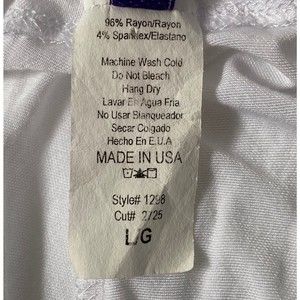 96% Rayon/Rayon
4% Spandex/Elastano
Machine Wash Cold
Do Not Bleach
Hang Dry
Lavar En Agua Fria
No Usar Blanqueador
Secar Colgado
Hecho En E.U.A
MADE IN USA
Style# 1298
Cut# 2/25
L/G